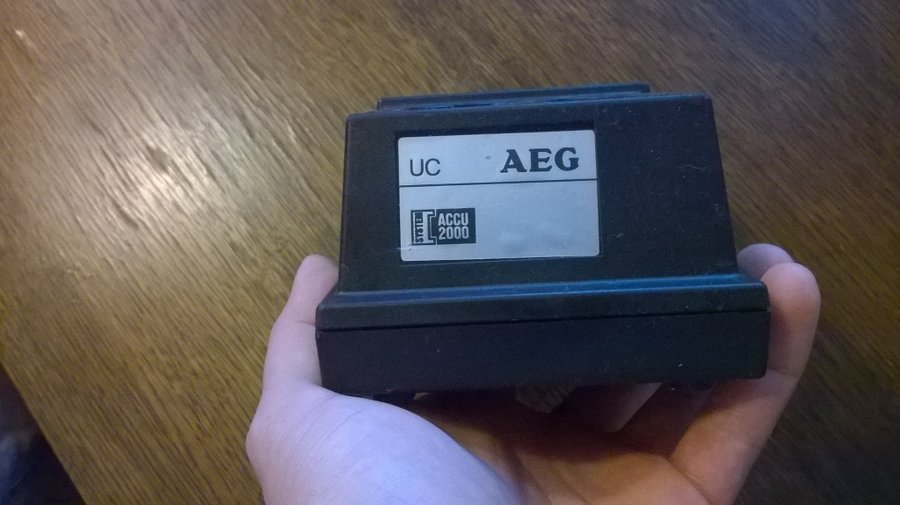 UC AEG
SYSTEM ACCU
2000